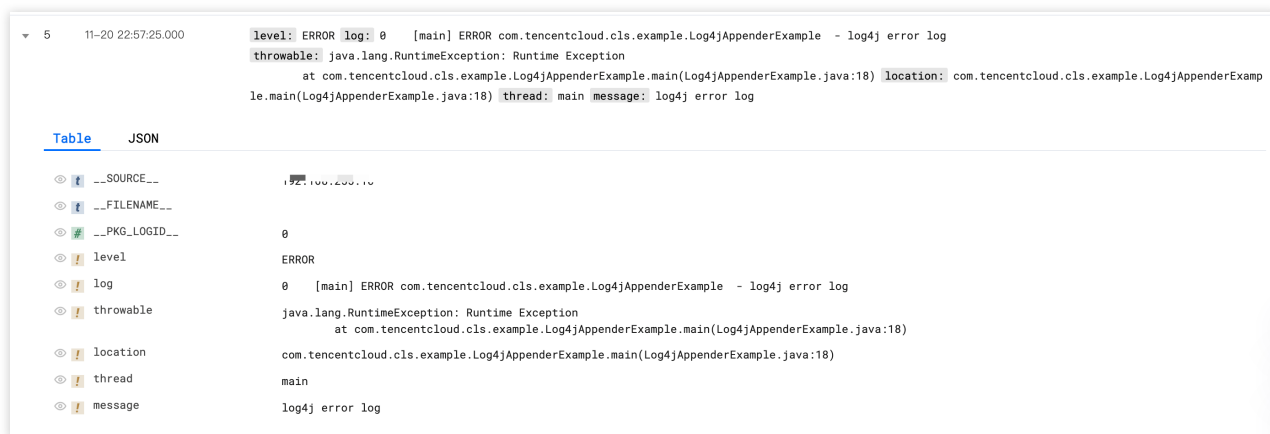 5 11-20 22:57:25.000 level: ERROR log: 0 [main] ERROR com.tencentcloud.cls.example.Log4jAppenderExample - log4j error log
throwable: java.lang.RuntimeException: Runtime Exception
at com.tencentcloud.cls.example.Log4jAppenderExample.main(Log4jAppenderExample.java:18) location: com.tencentcloud.cls.example.Log4jAppenderExamp
le.main(Log4jAppenderExample.java:18) thread: main message: log4j error log
Table JSON
t __SOURCE__
t __FILENAME__
# __PKG_LOGID__ 0
! level ERROR
! log 0 [main] ERROR com.tencentcloud.cls.example.Log4jAppenderExample - log4j error log
! throwable java.lang.RuntimeException: Runtime Exception
at com.tencentcloud.cls.example.Log4jAppenderExample.main(Log4jAppenderExample.java:18)
! location com.tencentcloud.cls.example.Log4jAppenderExample.main(Log4jAppenderExample.java:18)
! thread main
! message log4j error log